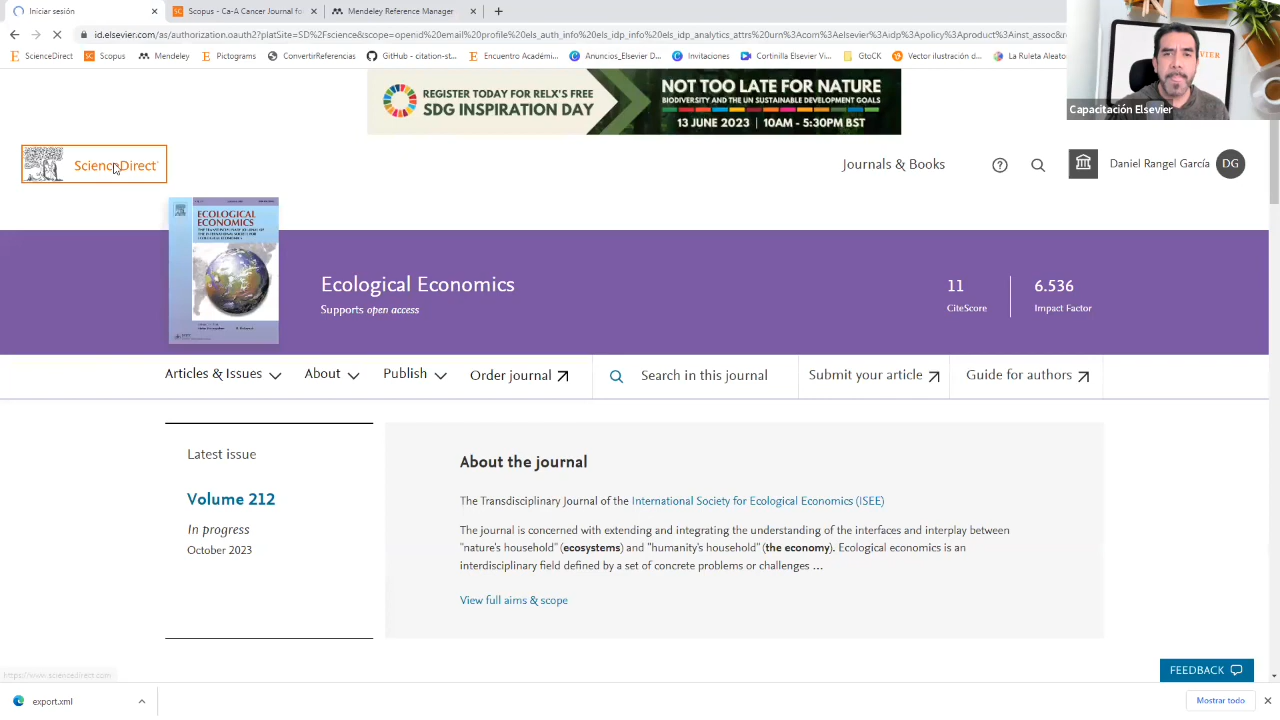 Iniciar sesión
Scopus - Ca-A Cancer Journal for
Mendeley Reference Manager
id.elsevier.com/as/authorization.oauth2?platSite=SD%2Fscience&scope=openid%20email%20profile%20els_auth_info%20els_idp_info%20els_idp_analytics_attrs%20urn%3Acom%3Aelsevier%3Aidp%3Apolicy%3Aproduct%3Ainst_assoc&re
ScienceDirect
Scopus
Mendeley
Pictograms
ConvertirReferencias
GitHub - citation-st...
Encuesto Académi...
Anuncios_Elsevier D...
Invitaciones
Cortinilla Elsevier Vi...
GtoCK
Vector ilustración d...
La Ruleta Aleato
REGISTER TODAY FOR RELX'S FREE
SDG INSPIRATION DAY
NOT TOO LATE FOR NATURE
BIODIVERSITY AND THE UN SUSTAINABLE DEVELOPMENT GOALS
13 JUNE 2023 | 10AM - 5:30PM BST
Capacitación Elsevier
ScienceDirect
Journals & Books
Daniel Rangel García
DG
ECOLOGICAL
ECONOMICS
Ecological Economics
Supports open access
11
CiteScore
6.536
Impact Factor
Articles & Issues
About
Publish
Order journal
Search in this journal
Submit your article
Guide for authors
Latest issue
Volume 212
In progress
October 2023
About the journal
The Transdisciplinary Journal of the International Society for Ecological Economics (ISEE)
The journal is concerned with extending and integrating the understanding of the interfaces and interplay between
"nature's household" (ecosystems) and "humanity's household" (the economy). Ecological economics is an
interdisciplinary field defined by a set of concrete problems or challenges ...
View full aims & scope
https://www.sciencedirect.com
FEEDBACK
export.xml
Mostrar todo